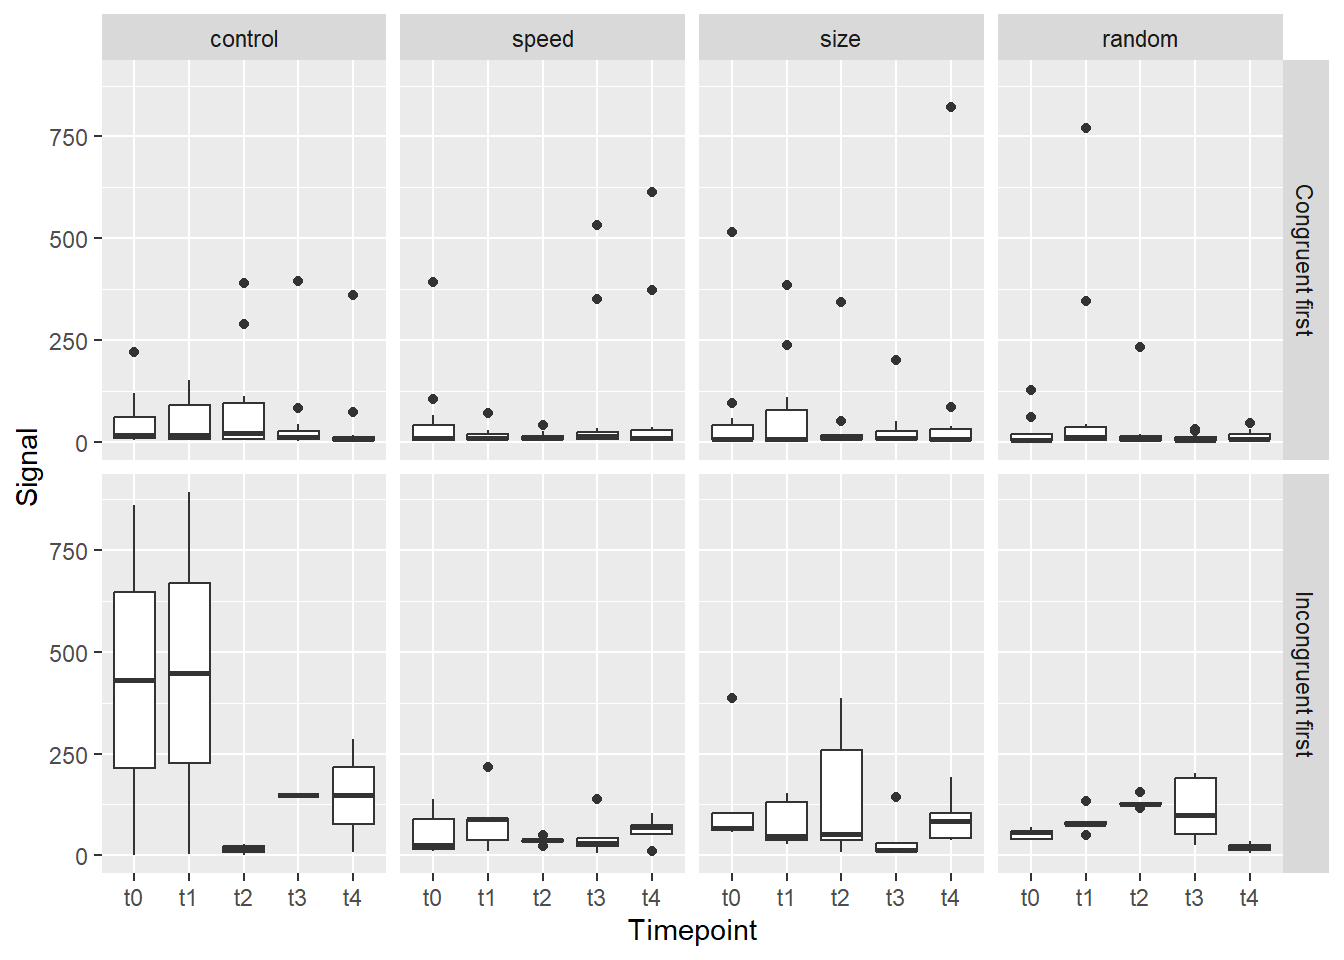 control speed size random
750
500
250
0
Congruent first
Signal
750
500
250
0
Incongruent first
t0 t1 t2 t3 t4 t0 t1 t2 t3 t4 t0 t1 t2 t3 t4 t0 t1 t2 t3 t4
Timepoint